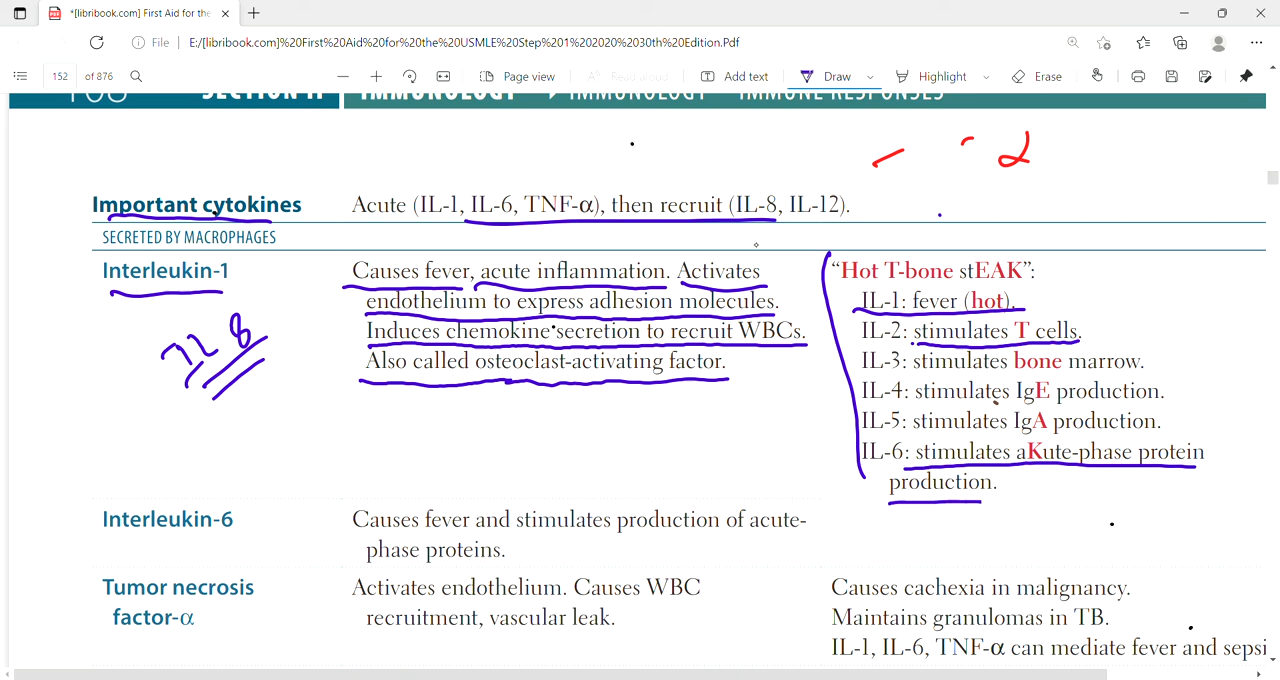 *[libribook.com] First Aid for the
File E:/[libribook.com]%20First%20Aid%20for%20the%20USMLE%20Step%201%202020%2030th%20Edition.Pdf
152 of 876 Page view Read aloud Add text Draw Highlight Erase
SECTION II IMMUNOLOGY IMMUNOLOGY—IMMUNE RESPONSES
Important cytokines Acute (IL-1, IL-6, TNF-α), then recruit (IL-8, IL-12).
SECRETED BY MACROPHAGES
Interleukin-1
Causes fever, acute inflammation. Activates
endothelium to express adhesion molecules.
Induces chemokine secretion to recruit WBCs.
Also called osteoclast-activating factor.
"Hot T-bone stEAK":
IL-1: fever (hot).
IL-2: stimulates T cells.
IL-3: stimulates bone marrow.
IL-4: stimulates IgE production.
IL-5: stimulates IgA production.
IL-6: stimulates aKute-phase protein
production.
Interleukin-6
Causes fever and stimulates production of acute-
phase proteins.
Tumor necrosis
factor-α
Activates endothelium. Causes WBC
recruitment, vascular leak.
Causes cachexia in malignancy.
Maintains granulomas in TB.
IL-1, IL-6, TNF-α can mediate fever and sepsi